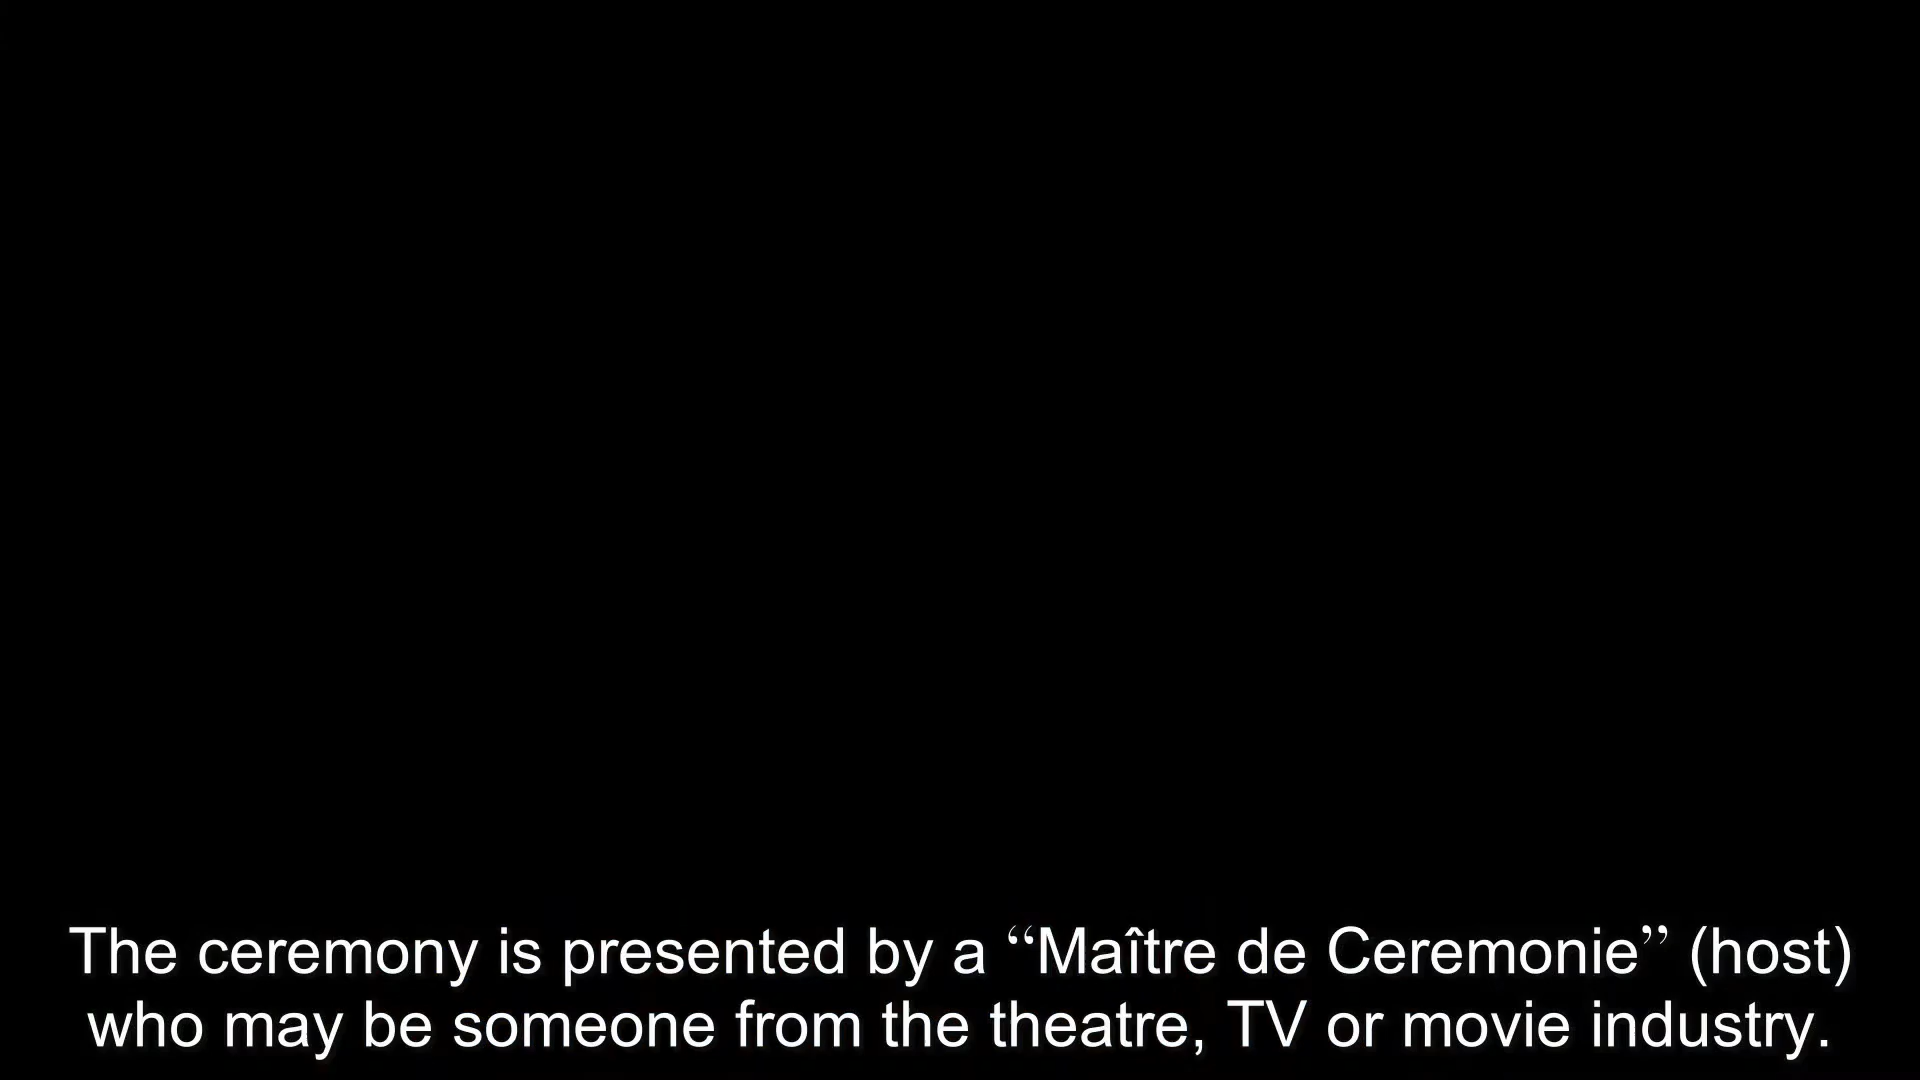 The ceremony is presented by a “Maître de Ceremonie” (host)
who may be someone from the theatre, TV or movie industry.